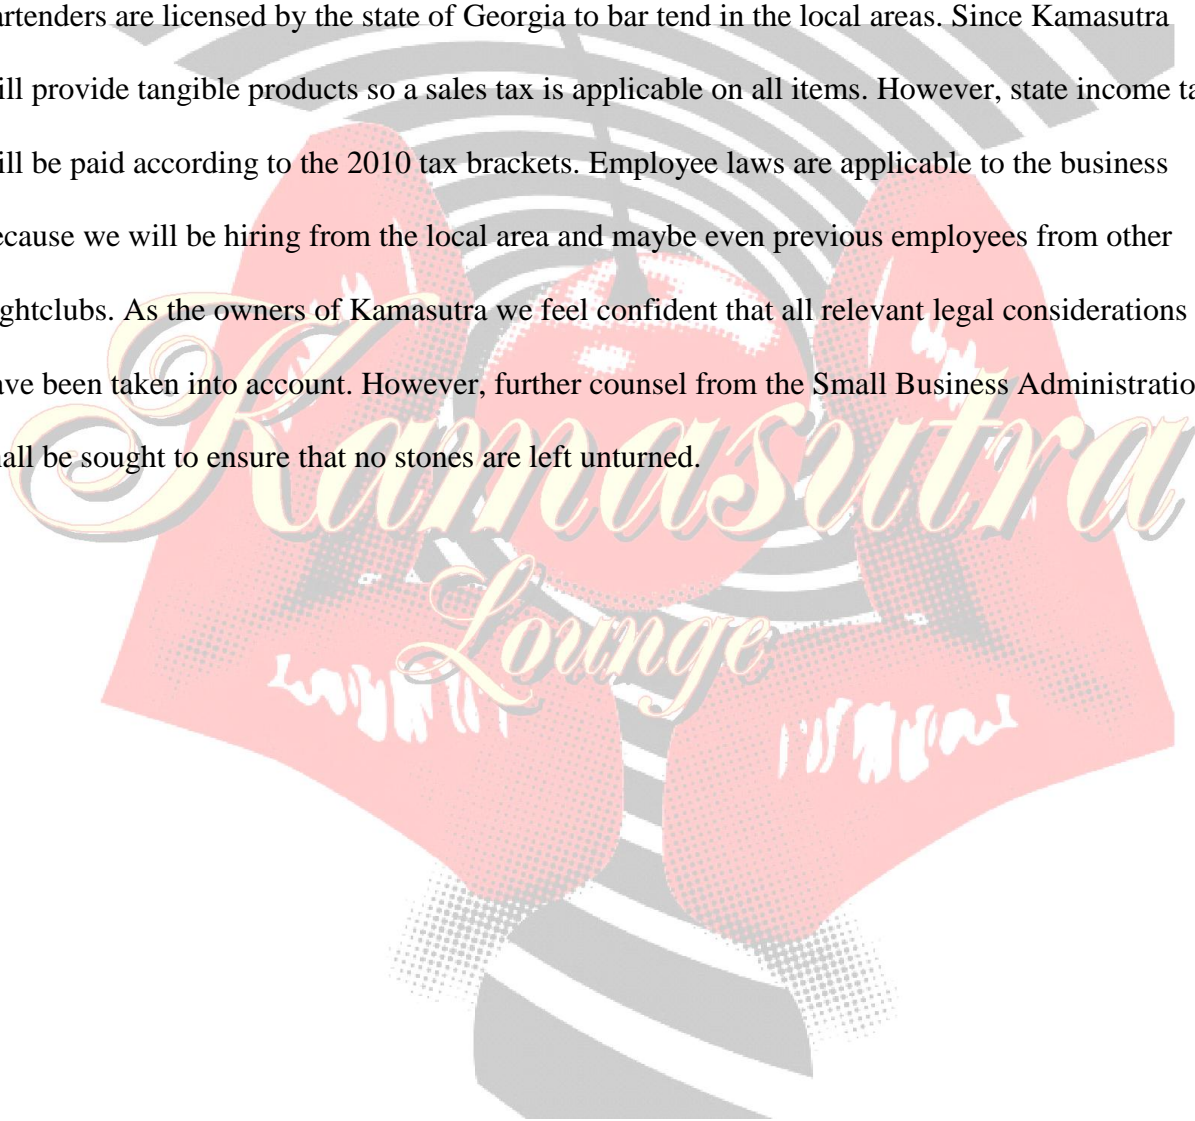 artenders are licensed by the state of Georgia to bar tend in the local areas. Since Kamasutra
ill provide tangible products so a sales tax is applicable on all items. However, state income ta
ill be paid according to the 2010 tax brackets. Employee laws are applicable to the business
ecause we will be hiring from the local area and maybe even previous employees from other
ghtclubs. As the owners of Kamasutra we feel confident that all relevant legal considerations
ave been taken into account. However, further counsel from the Small Business Administratio
hall be sought to ensure that no stones are left unturned.
Kamasutra
Lounge